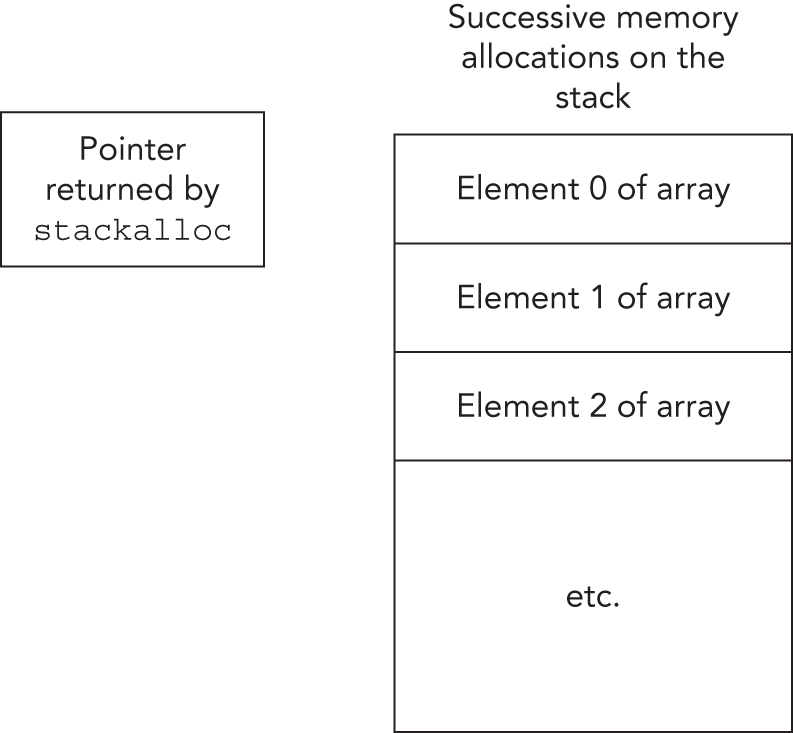 Successive memory
allocations on the
stack
Pointer
returned by
stackalloc
Element 0 of array
Element 1 of array
Element 2 of array
etc.